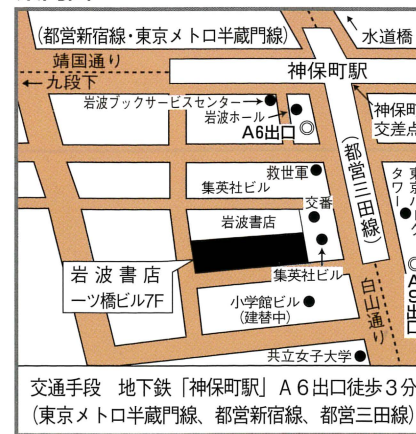 (都営新宿線・東京メトロ半蔵門線)
水道橋
靖国通り
神保町駅
←九段下
岩波ブックサービスセンター
岩波ホール
神保町
交差点
A6出口
(都営三田線)
救世軍
集英社ビル
交番
岩波書店
岩波書店
一ツ橋ビル7F
集英社ビル
小学館ビル
(建替中)
白山通り
共立女子大学
交通手段 地下鉄「神保町駅」A6出口徒歩3分
(東京メトロ半蔵門線、都営新宿線、都営三田線)